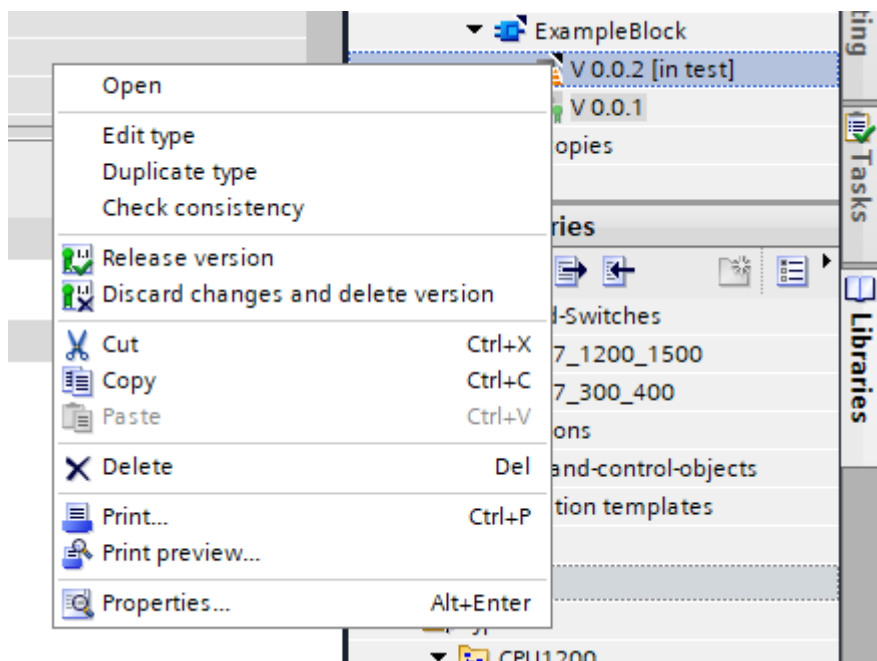 ExampleBlock
V 0.0.2 [in test]
V 0.0.1
opies
Open
Edit type
Duplicate type
Check consistency
Release version
Discard changes and delete version
Cut Ctrl+X
Copy Ctrl+C
Paste Ctrl+V
Delete Del
Print... Ctrl+P
Print preview...
Properties... Alt+Enter
ries
d-Switches
7_1200_1500
7_300_400
ons
and-control-objects
tion templates
CPU1200
ting
Tasks
Libraries